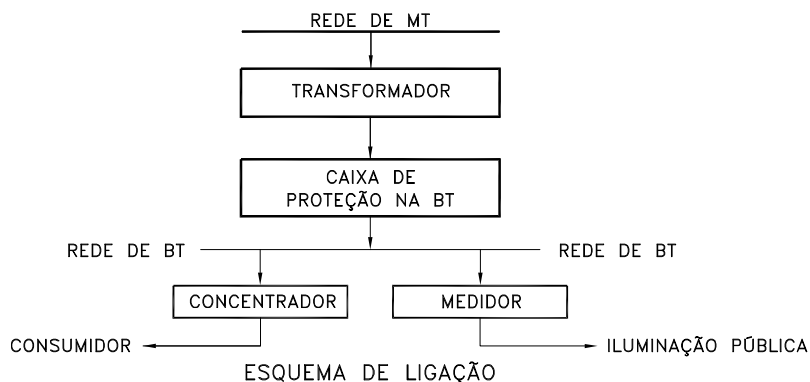 REDE DE MT
TRANSFORMADOR
CAIXA DE
PROTEÇÃO NA BT
REDE DE BT
REDE DE BT
CONCENTRADOR
MEDIDOR
CONSUMIDOR
ILUMINAÇÃO PÚBLICA
ESQUEMA DE LIGAÇÃO